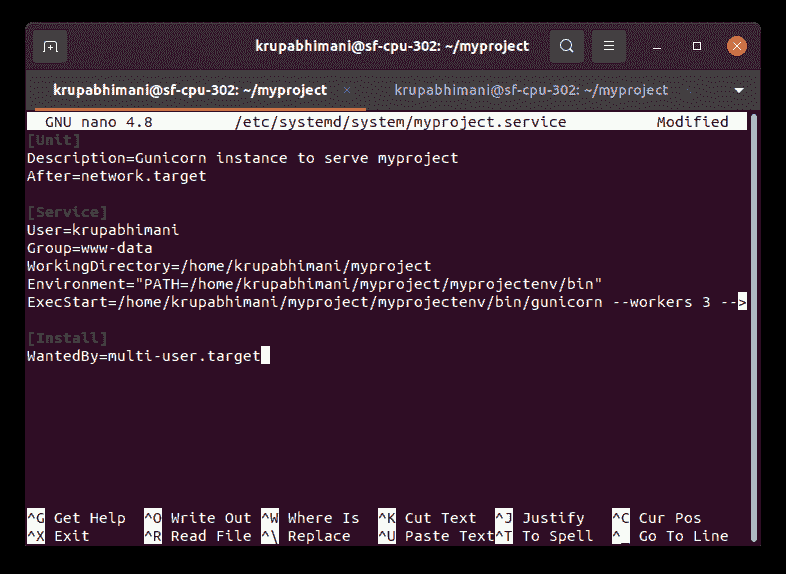 krupabhimani@sf-cpu-302: ~/myproject
krupabhimani@sf-cpu-302: ~/myproject × krupabhimani@sf-cpu-302: ~/myproject
GNU nano 4.8 /etc/systemd/system/myproject.service Modified
[Unit]
Description=Gunicorn instance to serve myproject
After=network.target
[Service]
User=krupabhimani
Group=www-data
WorkingDirectory=/home/krupabhimani/myproject
Environment="PATH=/home/krupabhimani/myproject/myprojectenv/bin"
ExecStart=/home/krupabhimani/myproject/myprojectenv/bin/gunicorn --workers 3 -->
[Install]
WantedBy=multi-user.target
^G Get Help ^O Write Out ^W Where Is ^K Cut Text ^J Justify ^C Cur Pos
^X Exit ^R Read File ^\ Replace ^U Paste Text ^T To Spell ^_ Go To Line